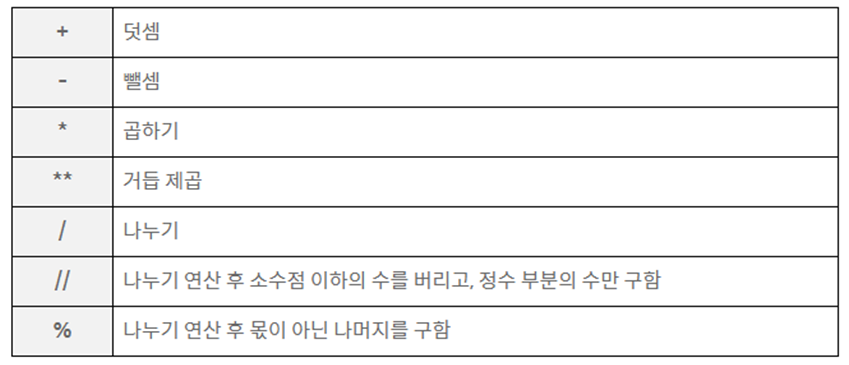 + 덧셈
- 뺄셈
* 곱하기
** 거듭 제곱
/ 나누기
// 나누기 연산 후 소수점 이하의 수를 버리고, 정수 부분의 수만 구함
% 나누기 연산 후 몫이 아닌 나머지를 구함